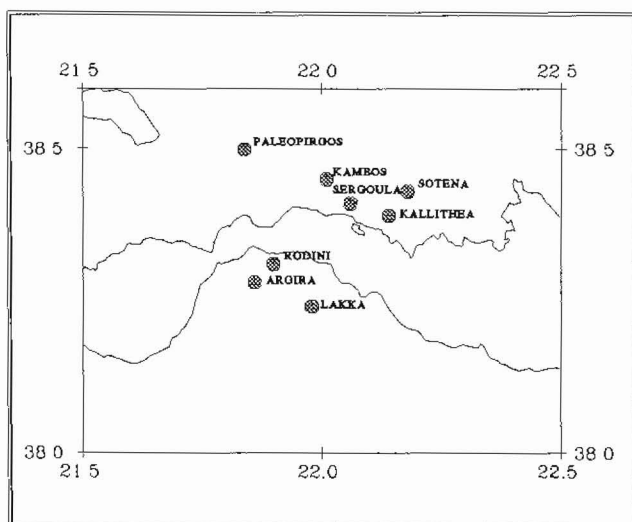 21 5 22 0 22 5
38 5 38 5
PALEOPIRGOS
KAMBOS
SERGOULA SOTENA
KALLITHEA
RODINI
ARGIRA
LAKKA
38 0 38 0
21 5 22.0 22.5